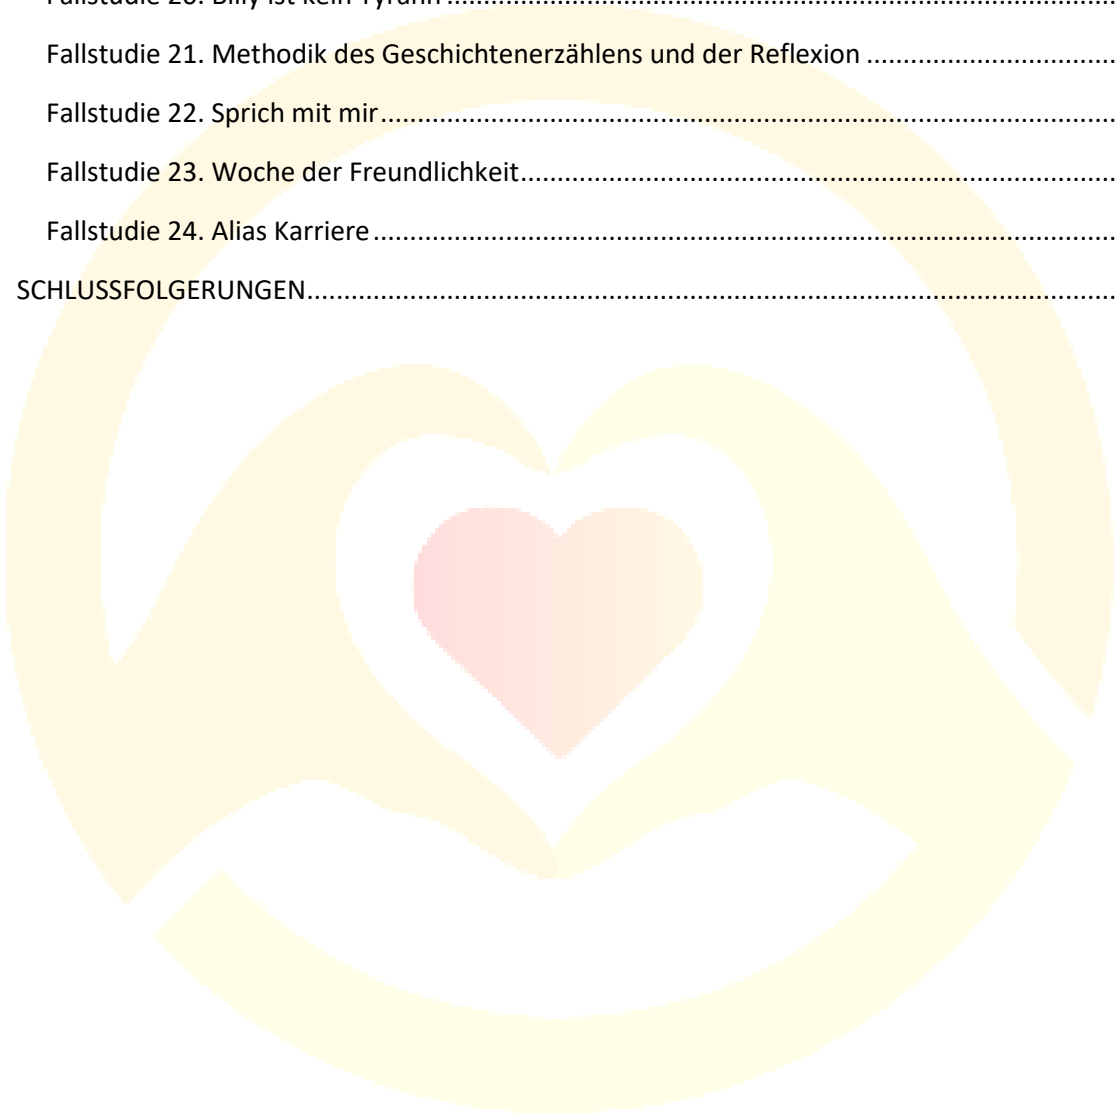 Fallstudie 20. Billy ist kein Tyrann
Fallstudie 21. Methodik des Geschichtenerzählens und der Reflexion
Fallstudie 22. Sprich mit mir
Fallstudie 23. Woche der Freundlichkeit
Fallstudie 24. Alias Karriere
SCHLUSSFOLGERUNGEN